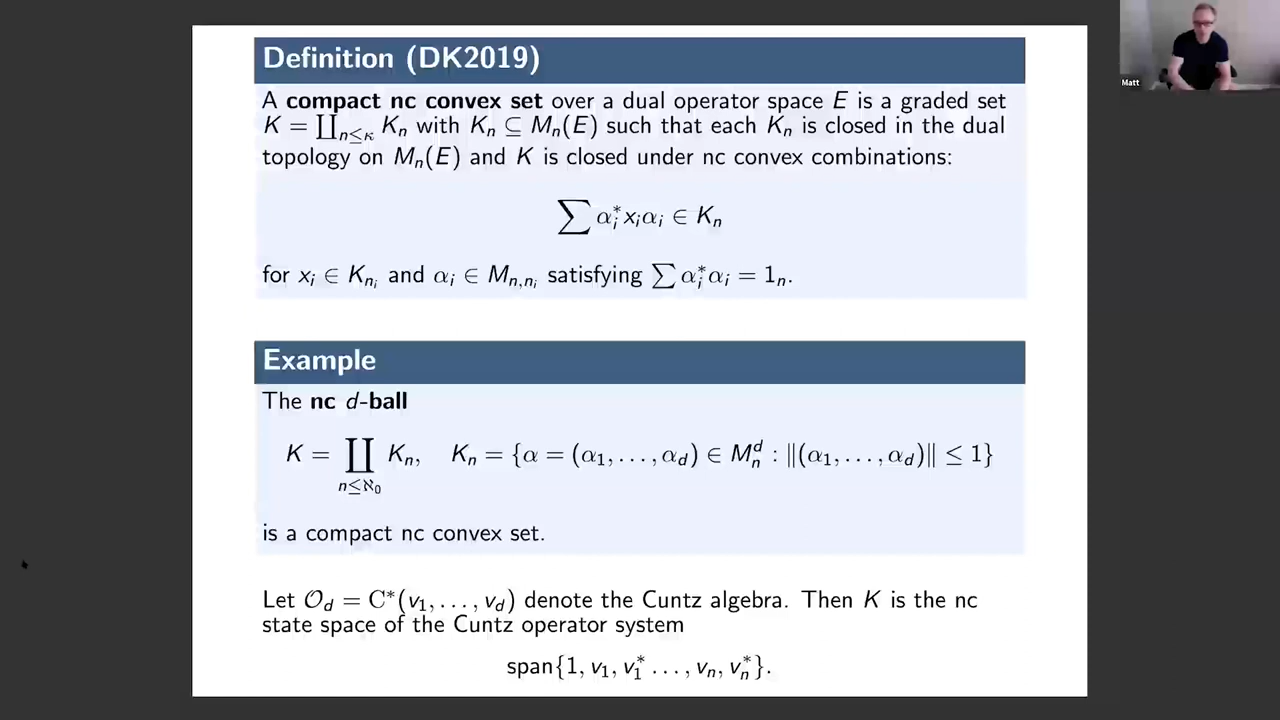 Definition (DK2019)
A compact nc convex set over a dual operator space E is a graded set
K = ∐_{n≤κ} K_n with K_n ⊆ M_n(E) such that each K_n is closed in the dual
topology on M_n(E) and K is closed under nc convex combinations:
∑ α_i^* x_i α_i ∈ K_n
for x_i ∈ K_{n_i} and α_i ∈ M_{n,n_i} satisfying ∑ α_i^* α_i = 1_n.
Example
The nc d-ball
K = ∐_{n≤ℵ_0} K_n, K_n = {α = (α_1, …, α_d) ∈ M_n^d : ‖(α_1, …, α_d)‖ ≤ 1}
is a compact nc convex set.
Let 𝒪_d = C*(v_1, …, v_d) denote the Cuntz algebra. Then K is the nc
state space of the Cuntz operator system
span{1, v_1, v_1^* …, v_n, v_n^*}.
Matt